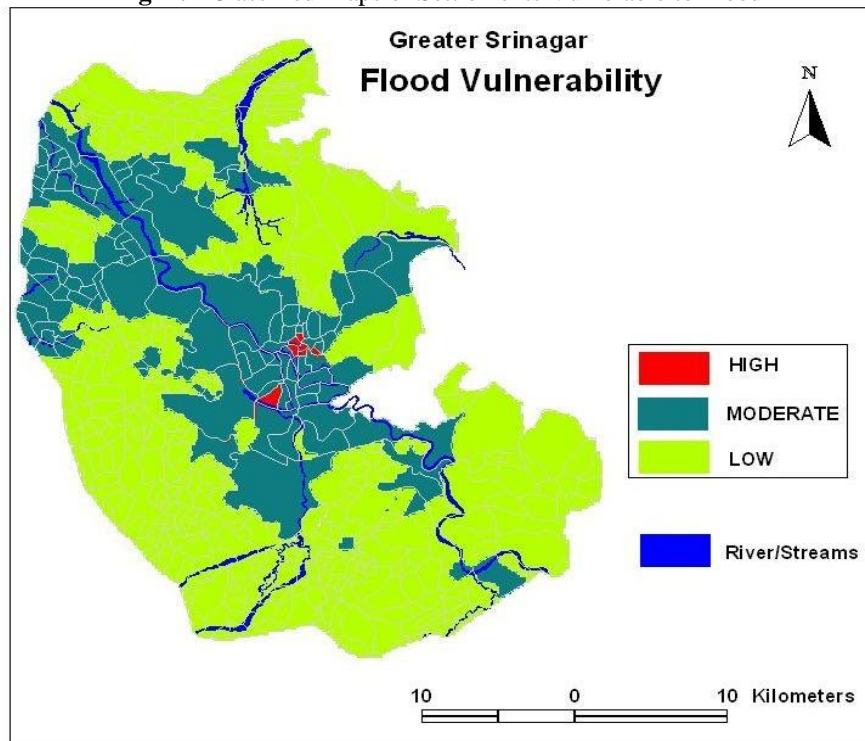 Greater Srinagar
Flood Vulnerability
N
HIGH
MODERATE
LOW
River/Streams
10 0 10 Kilometers